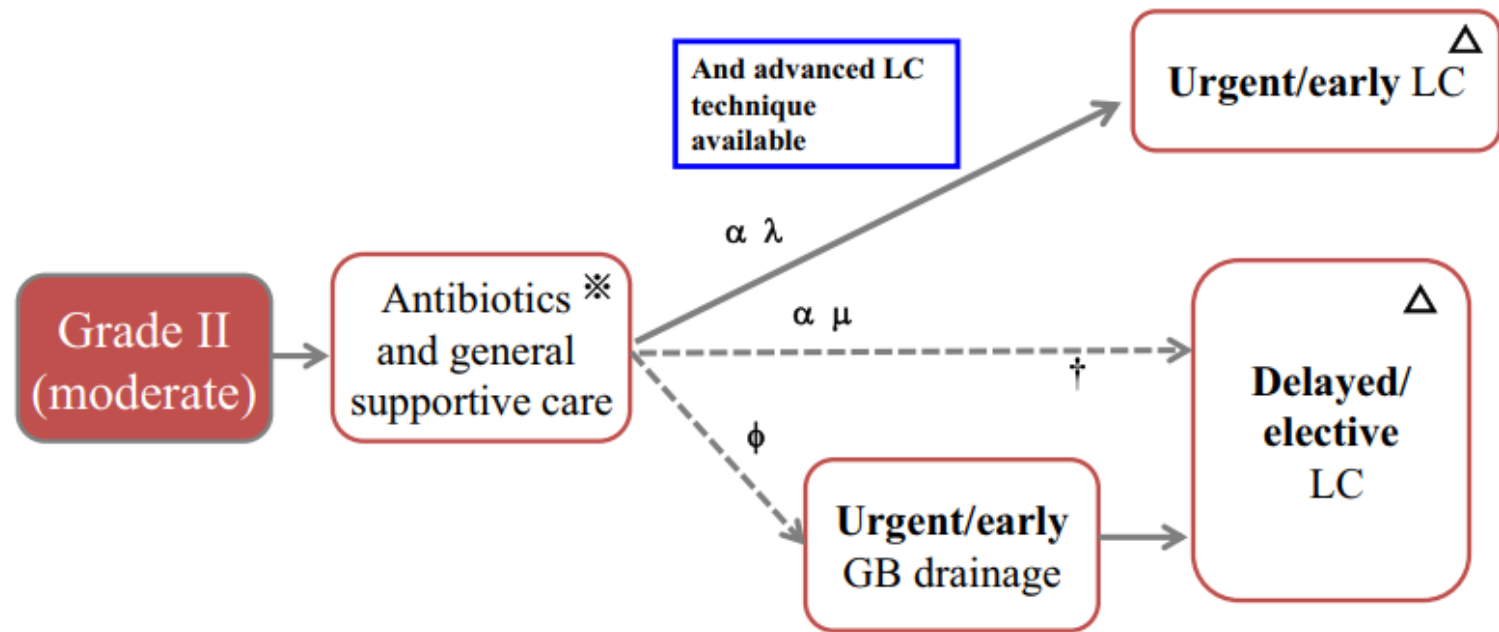 And advanced LC
technique
available
△
Urgent/early LC
α λ
Grade II
(moderate)
Antibiotics ※
and general
supportive care
α μ
†
ϕ
△
Delayed/
elective
LC
Urgent/early
GB drainage